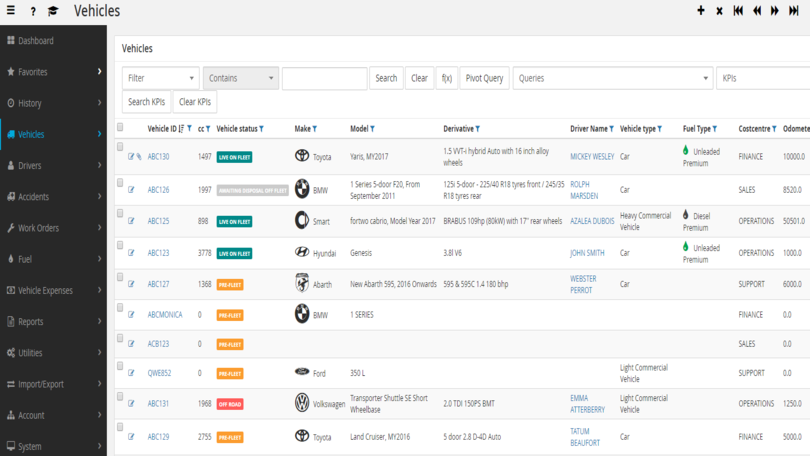 ? Vehicles
Dashboard
Favorites
History
Vehicles
Drivers
Accidents
Work Orders
Fuel
Vehicle Expenses
Reports
Utilities
Import/Export
Account
System
Vehicles
Filter Contains Search Clear f(x) Pivot Query Queries KPIs
Search KPIs Clear KPIs
Vehicle ID cc Vehicle status Make Model Derivative Driver Name Vehicle type Fuel Type Costcentre Odomete
ABC130 1497 LIVE ON FLEET Toyota Yaris, MY2017 1.5 VVT-i hybrid Auto with 16 inch alloy wheels MICKEY WESLEY Car Unleaded Premium FINANCE 10000.0
ABC126 1997 AWAITING DISPOSAL OFF FLEET BMW 1 Series 5-door F20, From September 2011 125i 5-door - 225/40 R18 tyres front / 245/35 R18 tyres rear ROLPH MARSDEN Car SALES 8520.0
ABC125 898 LIVE ON FLEET Smart fortwo cabrio, Model Year 2017 BRABUS 109hp (80kW) with 17" rear wheels AZALEA DUBOIS Heavy Commercial Vehicle Diesel Premium OPERATIONS 50501.0
ABC123 3778 LIVE ON FLEET Hyundai Genesis 3.8l V6 JOHN SMITH Car Unleaded Premium OPERATIONS 1000.0
ABC127 1368 PRE-FLEET Abarth New Abarth 595, 2016 Onwards 595 & 595C 1.4 180 bhp WEBSTER PERROT Car SUPPORT 6000.0
ABCMONICA 0 PRE-FLEET BMW 1 SERIES FINANCE 0.0
ACB123 0 PRE-FLEET SALES 0.0
QWE852 0 PRE-FLEET Ford 350 L Light Commercial Vehicle SUPPORT 0.0
ABC131 1968 OFF ROAD Volkswagen Transporter Shuttle SE Short Wheelbase 2.0 TDI 150PS BMT EMMA ATTERBERRY Light Commercial Vehicle OPERATIONS 1250.0
ABC129 2755 PRE-FLEET Toyota Land Cruiser, MY2016 5 door 2.8 D-4D Auto TATUM BEAUFORT Car FINANCE 5000.0